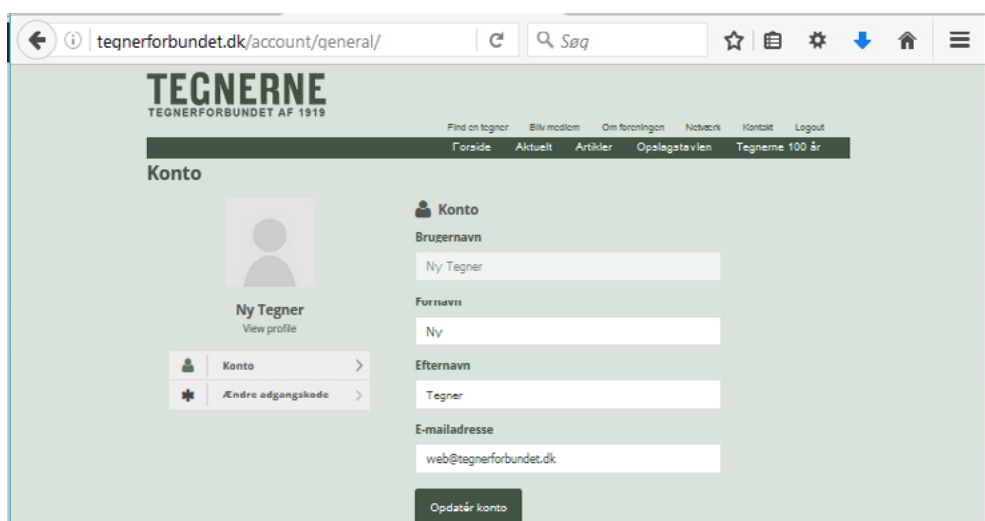 tegnerforbundet.dk/account/general/
Søg
TEGNERNE
TEGNERFORBUNDET AF 1919
Find en tegner Bliv medlem Om foreningen Netværk Kontakt Logout
Forside Aktuelt Artikler Opslagstavlen Tegnerne 100 år
Konto
Konto
Brugernavn
Ny Tegner
Ny Tegner
View profile
Fornavn
Ny
Konto
Ændre adgangskode
Efternavn
Tegner
E-mailadresse
web@tegnerforbundet.dk
Opdatér konto